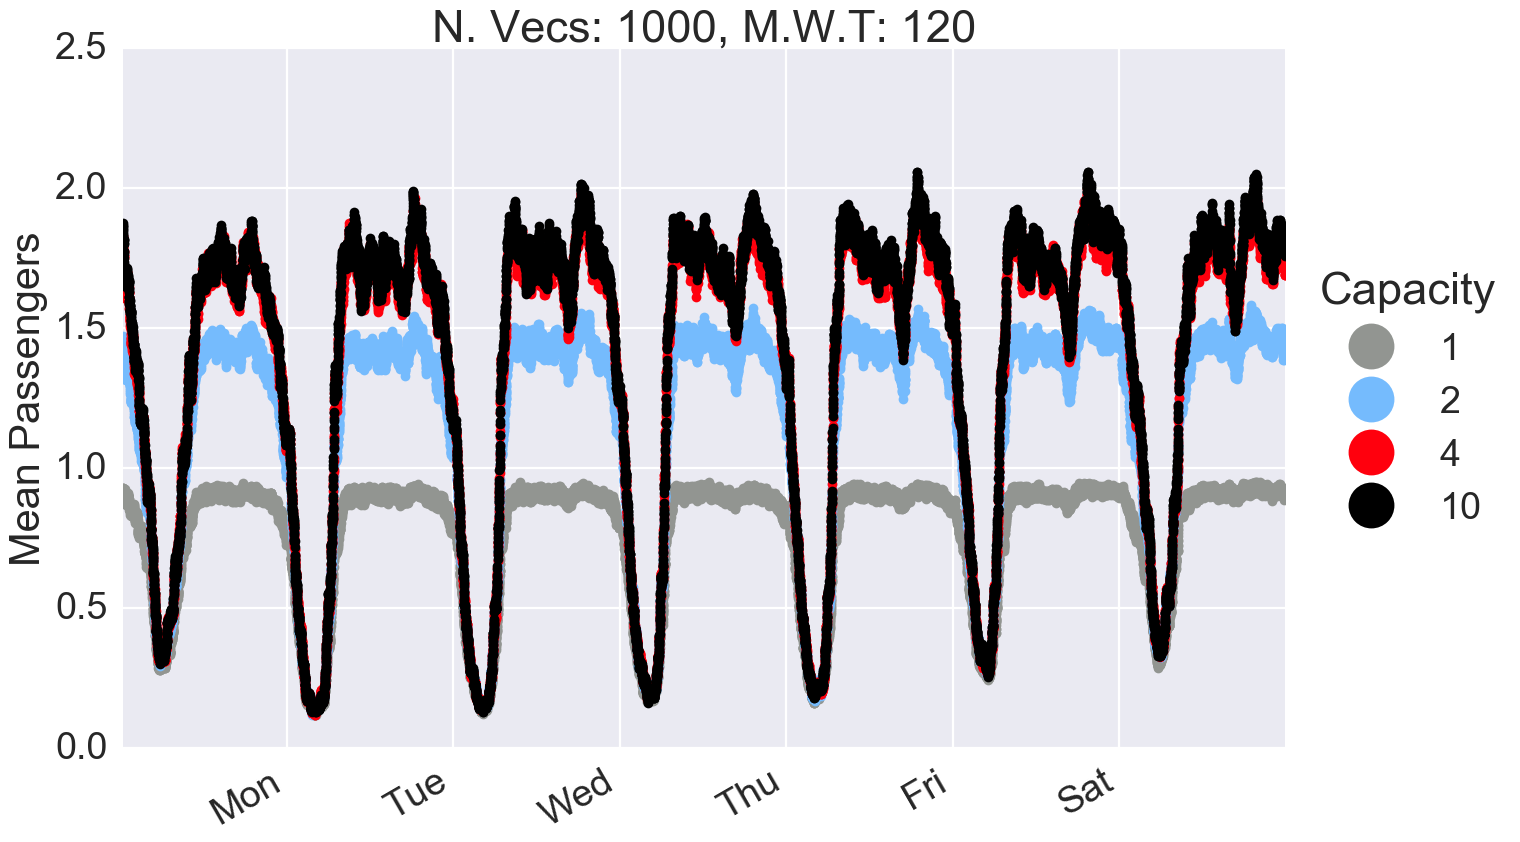 N. Vecs: 1000, M.W.T: 120
2.5
2.0
1.5
1.0
0.5
0.0
Mean Passengers
Mon
Tue
Wed
Thu
Fri
Sat
Capacity
1
2
4
10